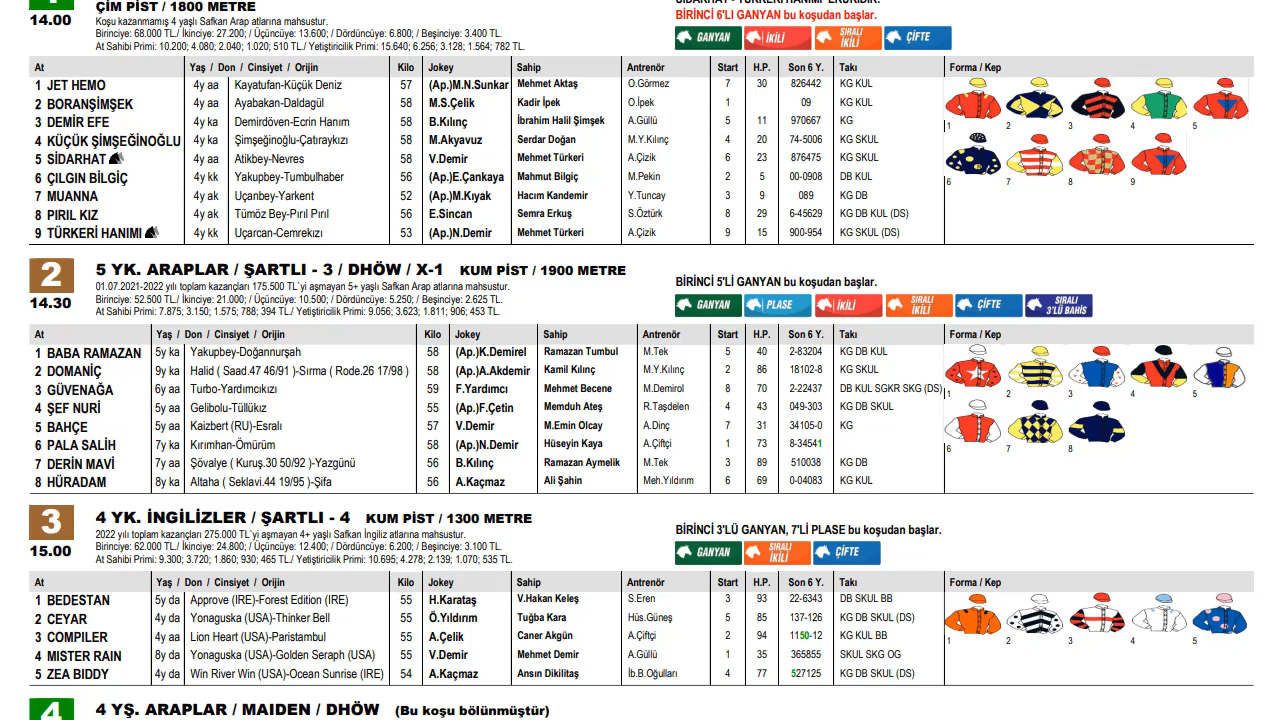 ÇİM PİST / 1800 METRE
14.00
Koşu kazanmamış 4 yaşlı Safkan Arap atlarına mahsustur.
Birinciye: 68.000 TL./ İkinciye: 27.200; / Üçüncüye: 13.600; / Dördüncüye: 6.800; / Beşinciye: 3.400 TL.
At Sahibi Primi: 10.200; 4.080; 2.040; 1.020; 510 TL./ Yetiştiricilik Primi: 15.640; 6.256; 3.128; 1.564; 782 TL.
BİRİNCİ 6'LI GANYAN bu koşudan başlar.
GANYAN İKİLİ SIRALI İKİLİ ÇİFTE
At Yaş / Don / Cinsiyet / Orijin Kilo Jokey Sahip Antrenör Start H.P. Son 6 Y. Takı Forma / Kep
1 JET HEMO 4y aa Kayatufan-Küçük Deniz 57 (Ap.)M.N.Sunkar Mehmet Aktaş O.Görmez 7 30 826442 KG KUL
2 BORANŞİMŞEK 4y aa Ayabakan-Daldagül 58 M.S.Çelik Kadir İpek O.İpek 1 09 KG KUL
3 DEMİR EFE 4y ka Demirdöven-Ecrin Hanım 58 B.Kılınç İbrahim Halil Şimşek A.Güllü 5 11 970667 KG
4 KÜÇÜK ŞİMŞEĞİNOĞLU 4y ka Şimşeğinoğlu-Çatıraykızı 58 M.Akyavuz Serdar Doğan M.Y.Kılınç 4 20 74-5006 KG SKUL
5 SİDARHAT 4y aa Atikbey-Nevres 58 V.Demir Mehmet Türkeri A.Çizik 6 23 876475 KG SKUL
6 ÇILGIN BİLGİÇ 4y kk Yakupbey-Tumbulhaber 56 (Ap.)E.Çankaya Mahmut Bilgiç M.Pekin 2 5 00-0908 DB KUL
7 MUANNA 4y ak Uçanbey-Yarkent 52 (Ap.)M.Kıyak Hacım Kandemir Y.Tuncay 3 9 089 KG DB
8 PIRIL KIZ 4y ak Tümöz Bey-Pırıl Pırıl 56 E.Sincan Semra Erkuş S.Öztürk 8 29 6-45629 KG DB KUL (DS)
9 TÜRKERİ HANIMI 4y kk Uçarcan-Cemrekızı 53 (Ap.)N.Demir Mehmet Türkeri A.Çizik 9 15 900-954 KG SKUL (DS)
1 2 3 4 5
6 7 8 9
2 5 YK. ARAPLAR / ŞARTLI - 3 / DHÖW / X-1 KUM PİST / 1900 METRE
14.30
01.07.2021-2022 yılı toplam kazançları 175.500 TL`yi aşmayan 5+ yaşlı Safkan Arap atlarına mahsustur.
Birinciye: 52.500 TL./ İkinciye: 21.000; / Üçüncüye: 10.500; / Dördüncüye: 5.250; / Beşinciye: 2.625 TL.
At Sahibi Primi: 7.875; 3.150; 1.575; 788; 394 TL./ Yetiştiricilik Primi: 9.056; 3.623; 1.811; 906; 453 TL.
BİRİNCİ 5'Lİ GANYAN bu koşudan başlar.
GANYAN PLASE İKİLİ SIRALI İKİLİ ÇİFTE SIRALI 3'LÜ BAHİS
At Yaş / Don / Cinsiyet / Orijin Kilo Jokey Sahip Antrenör Start H.P. Son 6 Y. Takı Forma / Kep
1 BABA RAMAZAN 5y ka Yakupbey-Doğannurşah 58 (Ap.)K.Demirel Ramazan Tumbul M.Tek 5 40 2-83204 KG DB KUL
2 DOMANİÇ 9y ka Halid ( Saad.47 46/91 )-Sırma ( Rode.26 17/98 ) 58 (Ap.)A.Akdemir Kamil Kılınç M.Y.Kılınç 2 86 18102-8 KG SKUL
3 GÜVENAĞA 6y aa Turbo-Yardımcıkızı 59 F.Yardımcı Mehmet Becene M.Demirol 8 70 2-22437 DB KUL SGKR SKG (DS)
4 ŞEF NURİ 5y aa Gelibolu-Tüllükız 55 (Ap.)F.Çetin Memduh Ateş R.Taşdelen 4 43 049-303 KG DB SKUL
5 BAHÇE 5y aa Kaizbert (RU)-Esralı 57 V.Demir M.Emin Olcay A.Dinç 7 31 34105-0 KG
6 PALA SALİH 7y ka Kırımhan-Ömürüm 58 (Ap.)N.Demir Hüseyin Kaya A.Çiftçi 1 73 8-34541
7 DERİN MAVİ 7y aa Şövalye ( Kuruş.30 50/92 )-Yazgünü 56 B.Kılınç Ramazan Aymelik M.Tek 3 89 510038 KG DB
8 HÜRADAM 8y ka Altaha ( Seklavi.44 19/95 )-Şifa 56 A.Kaçmaz Ali Şahin Meh.Yıldırım 6 69 0-04083 KG KUL
1 2 3 4 5
6 7 8
3 4 YK. İNGİLİZLER / ŞARTLI - 4 KUM PİST / 1300 METRE
15.00
2022 yılı toplam kazançları 275.000 TL`yi aşmayan 4+ yaşlı Safkan İngiliz atlarına mahsustur.
Birinciye: 62.000 TL./ İkinciye: 24.800; / Üçüncüye: 12.400; / Dördüncüye: 6.200; / Beşinciye: 3.100 TL.
At Sahibi Primi: 9.300; 3.720; 1.860; 930; 465 TL./ Yetiştiricilik Primi: 10.695; 4.278; 2.139; 1.070; 535 TL.
BİRİNCİ 3'LÜ GANYAN, 7'Lİ PLASE bu koşudan başlar.
GANYAN SIRALI İKİLİ ÇİFTE
At Yaş / Don / Cinsiyet / Orijin Kilo Jokey Sahip Antrenör Start H.P. Son 6 Y. Takı Forma / Kep
1 BEDESTAN 5y da Approve (IRE)-Forest Edition (IRE) 55 H.Karataş V.Hakan Keleş S.Eren 3 93 22-6343 DB SKUL BB
2 CEYAR 4y da Yonaguska (USA)-Thinker Bell 55 Ö.Yıldırım Tuğba Kara Hüs.Güneş 5 85 137-126 KG DB SKUL (DS)
3 COMPILER 4y aa Lion Heart (USA)-Paristambul 55 A.Çelik Caner Akgün A.Çiftçi 2 94 1150-12 KG KUL BB
4 MISTER RAIN 8y da Yonaguska (USA)-Golden Seraph (USA) 55 V.Demir Mehmet Demir A.Güllü 1 35 365855 SKUL SKG OG
5 ZEA BIDDY 4y da Win River Win (USA)-Ocean Sunrise (IRE) 54 A.Kaçmaz Ansın Dikilitaş İb.B.Oğulları 4 77 527125 KG DB SKUL (DS)
1 2 3 4 5
4 4 YŞ. ARAPLAR / MAIDEN / DHÖW (Bu koşu bölünmüştür)